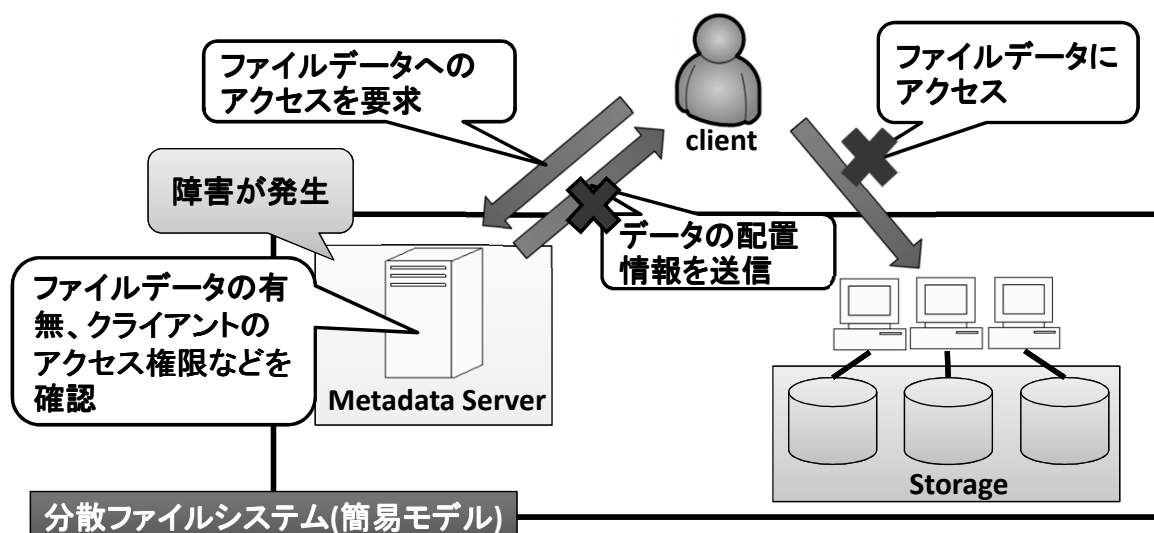 ファイルデータへの
アクセスを要求
ファイルデータに
アクセス
client
障害が発生
データの配置
情報を送信
ファイルデータの有
無、クライアントの
アクセス権限などを
確認
Metadata Server
Storage
分散ファイルシステム(簡易モデル)